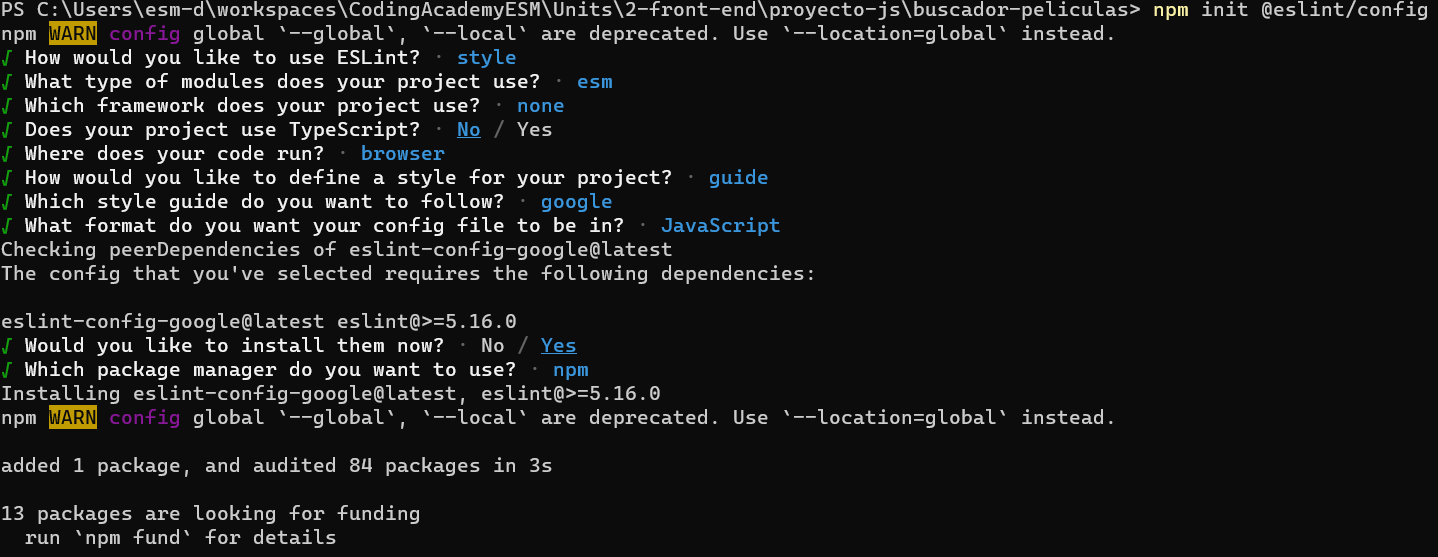 PS C:\Users\esm-d\workspaces\CodingAcademyESM\Units\2-front-end\proyecto-js\buscador-peliculas> npm init @eslint/config
npm WARN config global `--global`, `--local` are deprecated. Use `--location=global` instead.
√ How would you like to use ESLint? · style
√ What type of modules does your project use? · esm
√ Which framework does your project use? · none
√ Does your project use TypeScript? · No / Yes
√ Where does your code run? · browser
√ How would you like to define a style for your project? · guide
√ Which style guide do you want to follow? · google
√ What format do you want your config file to be in? · JavaScript
Checking peerDependencies of eslint-config-google@latest
The config that you've selected requires the following dependencies:

eslint-config-google@latest eslint@>=5.16.0
√ Would you like to install them now? · No / Yes
√ Which package manager do you want to use? · npm
Installing eslint-config-google@latest, eslint@>=5.16.0
npm WARN config global `--global`, `--local` are deprecated. Use `--location=global` instead.

added 1 package, and audited 84 packages in 3s

13 packages are looking for funding
  run `npm fund` for details